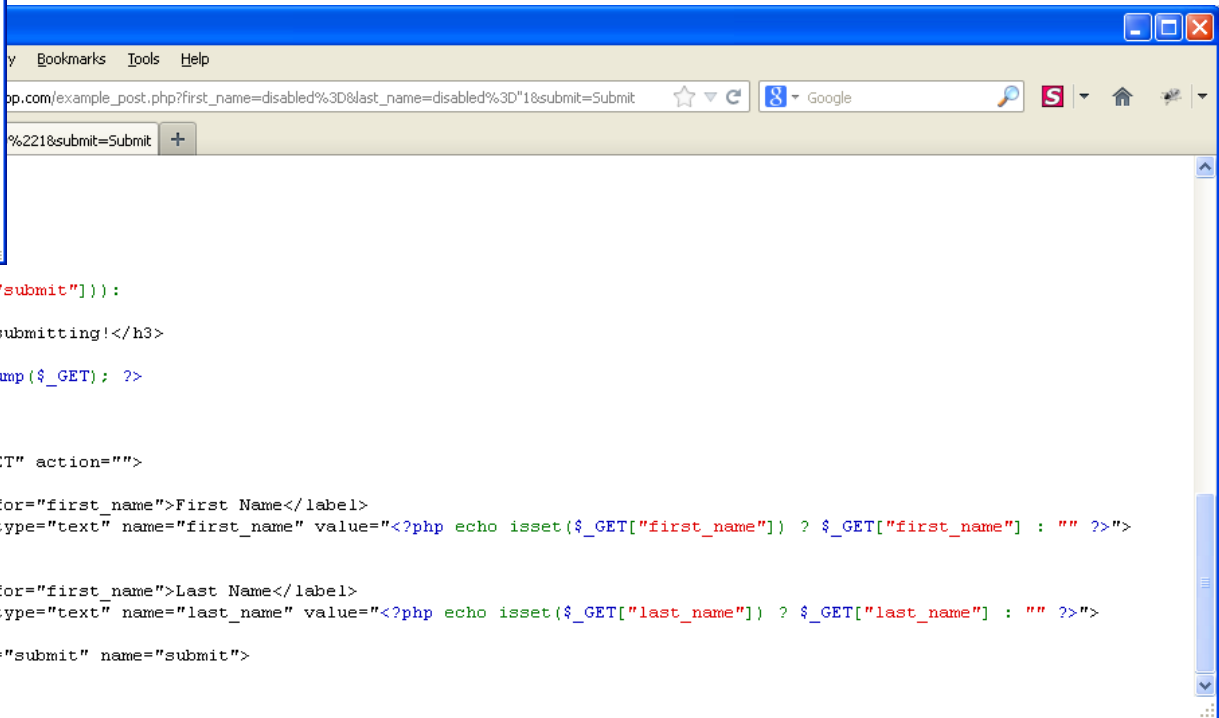 y Bookmarks Tools Help
pp.com/example_post.php?first_name=disabled%3D&last_name=disabled%3D"1&submit=Submit Google
%221&submit=Submit
"submit"])):
submitting!</h3>
ump($_GET); ?>
ET" action="">
for="first_name">First Name</label>
type="text" name="first_name" value="<?php echo isset($_GET["first_name"]) ? $_GET["first_name"] : "" ?>">
for="first_name">Last Name</label>
type="text" name="last_name" value="<?php echo isset($_GET["last_name"]) ? $_GET["last_name"] : "" ?>">
="submit" name="submit">